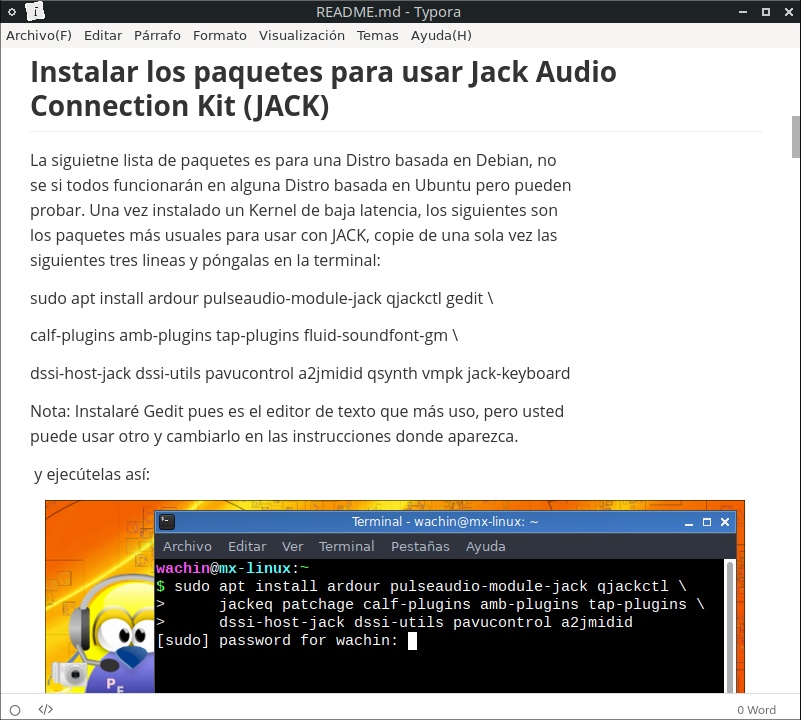 README.md - Typora
Archivo(F) Editar Párrafo Formato Visualización Temas Ayuda(H)
Instalar los paquetes para usar Jack Audio
Connection Kit (JACK)
La siguietne lista de paquetes es para una Distro basada en Debian, no
se si todos funcionarán en alguna Distro basada en Ubuntu pero pueden
probar. Una vez instalado un Kernel de baja latencia, los siguientes son
los paquetes más usuales para usar con JACK, copie de una sola vez las
siguientes tres lineas y póngalas en la terminal:
sudo apt install ardour pulseaudio-module-jack qjackctl gedit \
calf-plugins amb-plugins tap-plugins fluid-soundfont-gm \
dssi-host-jack dssi-utils pavucontrol a2jmidid qsynth vmpk jack-keyboard
Nota: Instalaré Gedit pues es el editor de texto que más uso, pero usted
puede usar otro y cambiarlo en las instrucciones donde aparezca.
y ejecútelas así:
Terminal - wachin@mx-linux: ~
Archivo Editar Ver Terminal Pestañas Ayuda
wachin@mx-linux:~
$ sudo apt install ardour pulseaudio-module-jack qjackctl \
> jackeq patchage calf-plugins amb-plugins tap-plugins \
> dssi-host-jack dssi-utils pavucontrol a2jmidid
[sudo] password for wachin:
P F
</> 0 Word